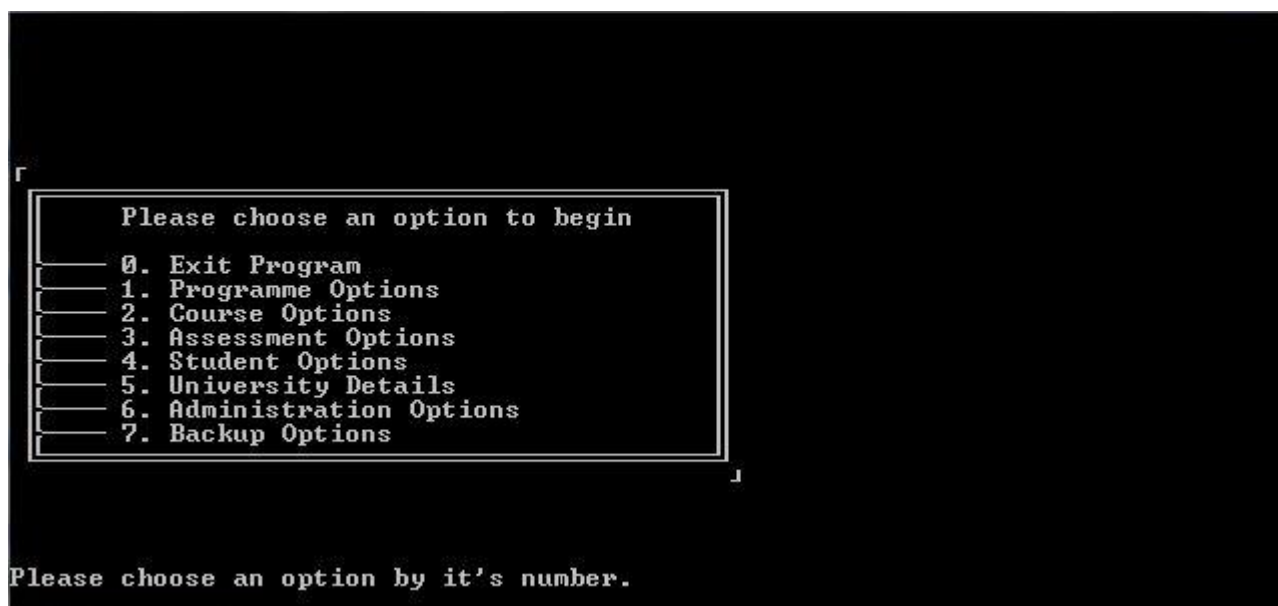 Please choose an option to begin
0. Exit Program
1. Programme Options
2. Course Options
3. Assessment Options
4. Student Options
5. University Details
6. Administration Options
7. Backup Options
Please choose an option by it's number.